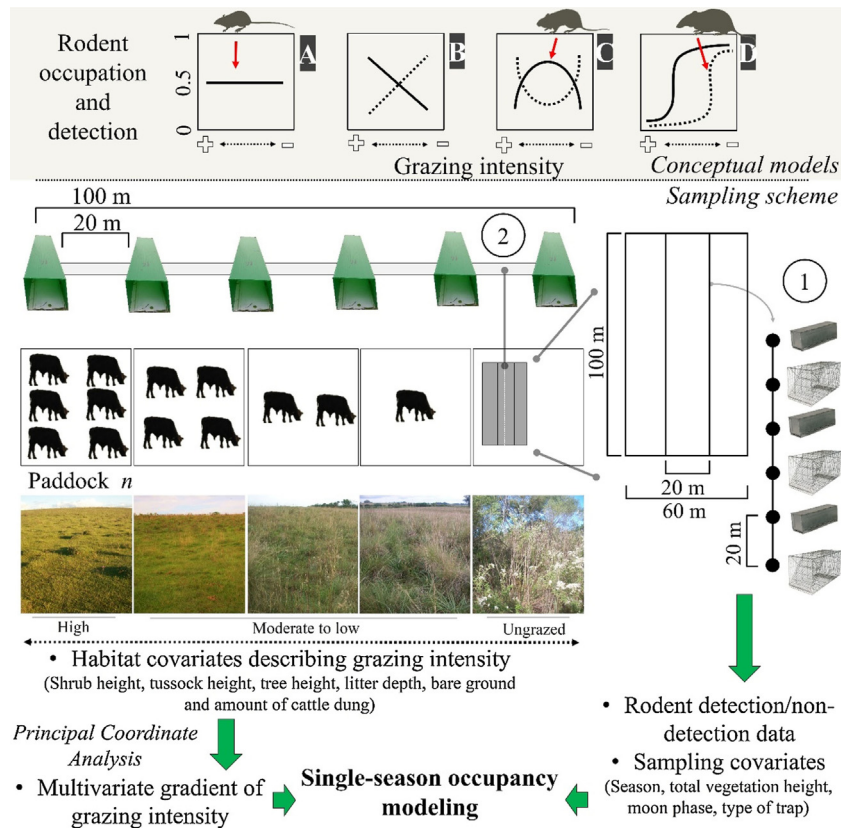 Rodent
occupation
and
detection
1
0.5
0
A
B
C
D
+
-
+
-
+
-
+
-
Grazing intensity
Conceptual models
Sampling scheme
100 m
20 m
2
1
100 m
20 m
60 m
20 m
Paddock n
High
Moderate to low
Ungrazed
• Habitat covariates describing grazing intensity
(Shrub height, tussock height, tree height, litter depth, bare ground
and amount of cattle dung)
Principal Coordinate
Analysis
• Multivariate gradient of
grazing intensity
Single-season occupancy
modeling
• Rodent detection/non-
detection data
• Sampling covariates
(Season, total vegetation height,
moon phase, type of trap)